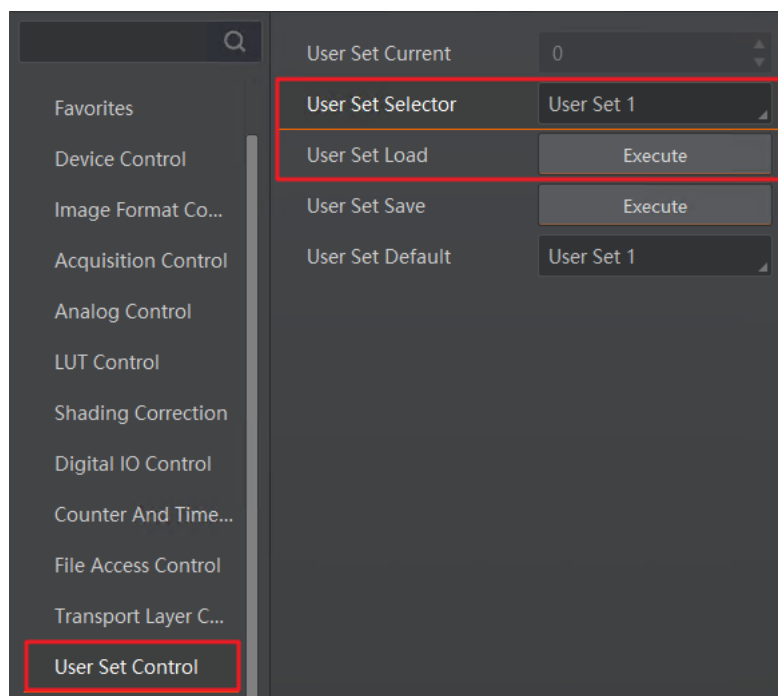 Favorites
Device Control
Image Format Co...
Acquisition Control
Analog Control
LUT Control
Shading Correction
Digital IO Control
Counter And Time...
File Access Control
Transport Layer C...
User Set Control
User Set Current 0
User Set Selector User Set 1
User Set Load Execute
User Set Save Execute
User Set Default User Set 1